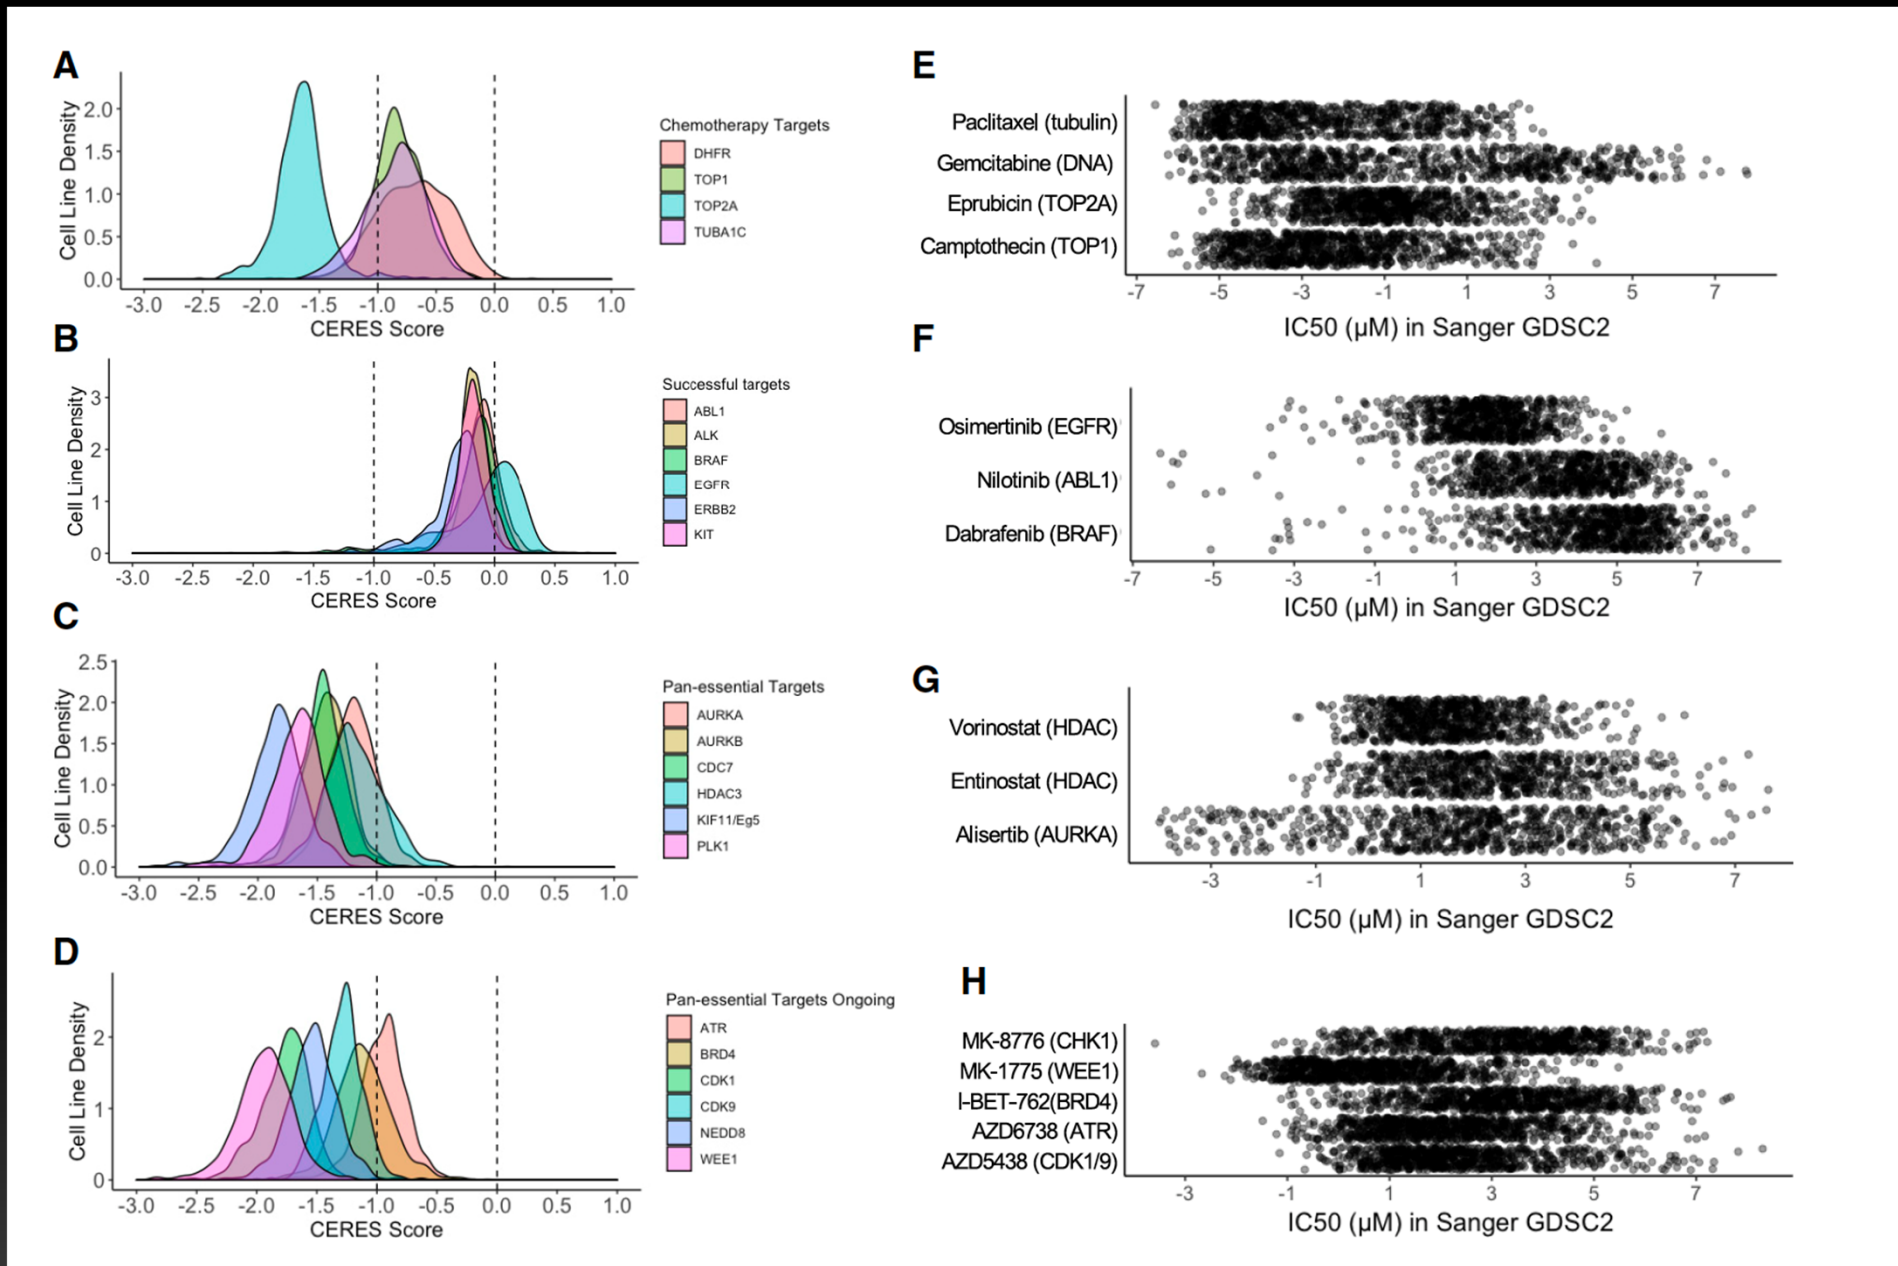 A
Cell Line Density
2.0
1.5
1.0
0.5
0.0
-3.0 -2.5 -2.0 -1.5 -1.0 -0.5 0.0 0.5 1.0
CERES Score
Chemotherapy Targets
DHFR
TOP1
TOP2A
TUBA1C
B
Cell Line Density
3
2
1
0
-3.0 -2.5 -2.0 -1.5 -1.0 -0.5 0.0 0.5 1.0
CERES Score
Successful targets
ABL1
ALK
BRAF
EGFR
ERBB2
KIT
C
Cell Line Density
2.5
2.0
1.5
1.0
0.5
0.0
-3.0 -2.5 -2.0 -1.5 -1.0 -0.5 0.0 0.5 1.0
CERES Score
Pan-essential Targets
AURKA
AURKB
CDC7
HDAC3
KIF11/Eg5
PLK1
D
Cell Line Density
2
1
0
-3.0 -2.5 -2.0 -1.5 -1.0 -0.5 0.0 0.5 1.0
CERES Score
Pan-essential Targets Ongoing
ATR
BRD4
CDK1
CDK9
NEDD8
WEE1
E
Paclitaxel (tubulin)
Gemcitabine (DNA)
Eprubicin (TOP2A)
Camptothecin (TOP1)
-7 -5 -3 -1 1 3 5 7
IC50 (µM) in Sanger GDSC2
F
Osimertinib (EGFR)
Nilotinib (ABL1)
Dabrafenib (BRAF)
-7 -5 -3 -1 1 3 5 7
IC50 (µM) in Sanger GDSC2
G
Vorinostat (HDAC)
Entinostat (HDAC)
Alisertib (AURKA)
-3 -1 1 3 5 7
IC50 (µM) in Sanger GDSC2
H
MK-8776 (CHK1)
MK-1775 (WEE1)
I-BET-762(BRD4)
AZD6738 (ATR)
AZD5438 (CDK1/9)
-3 -1 1 3 5 7
IC50 (µM) in Sanger GDSC2